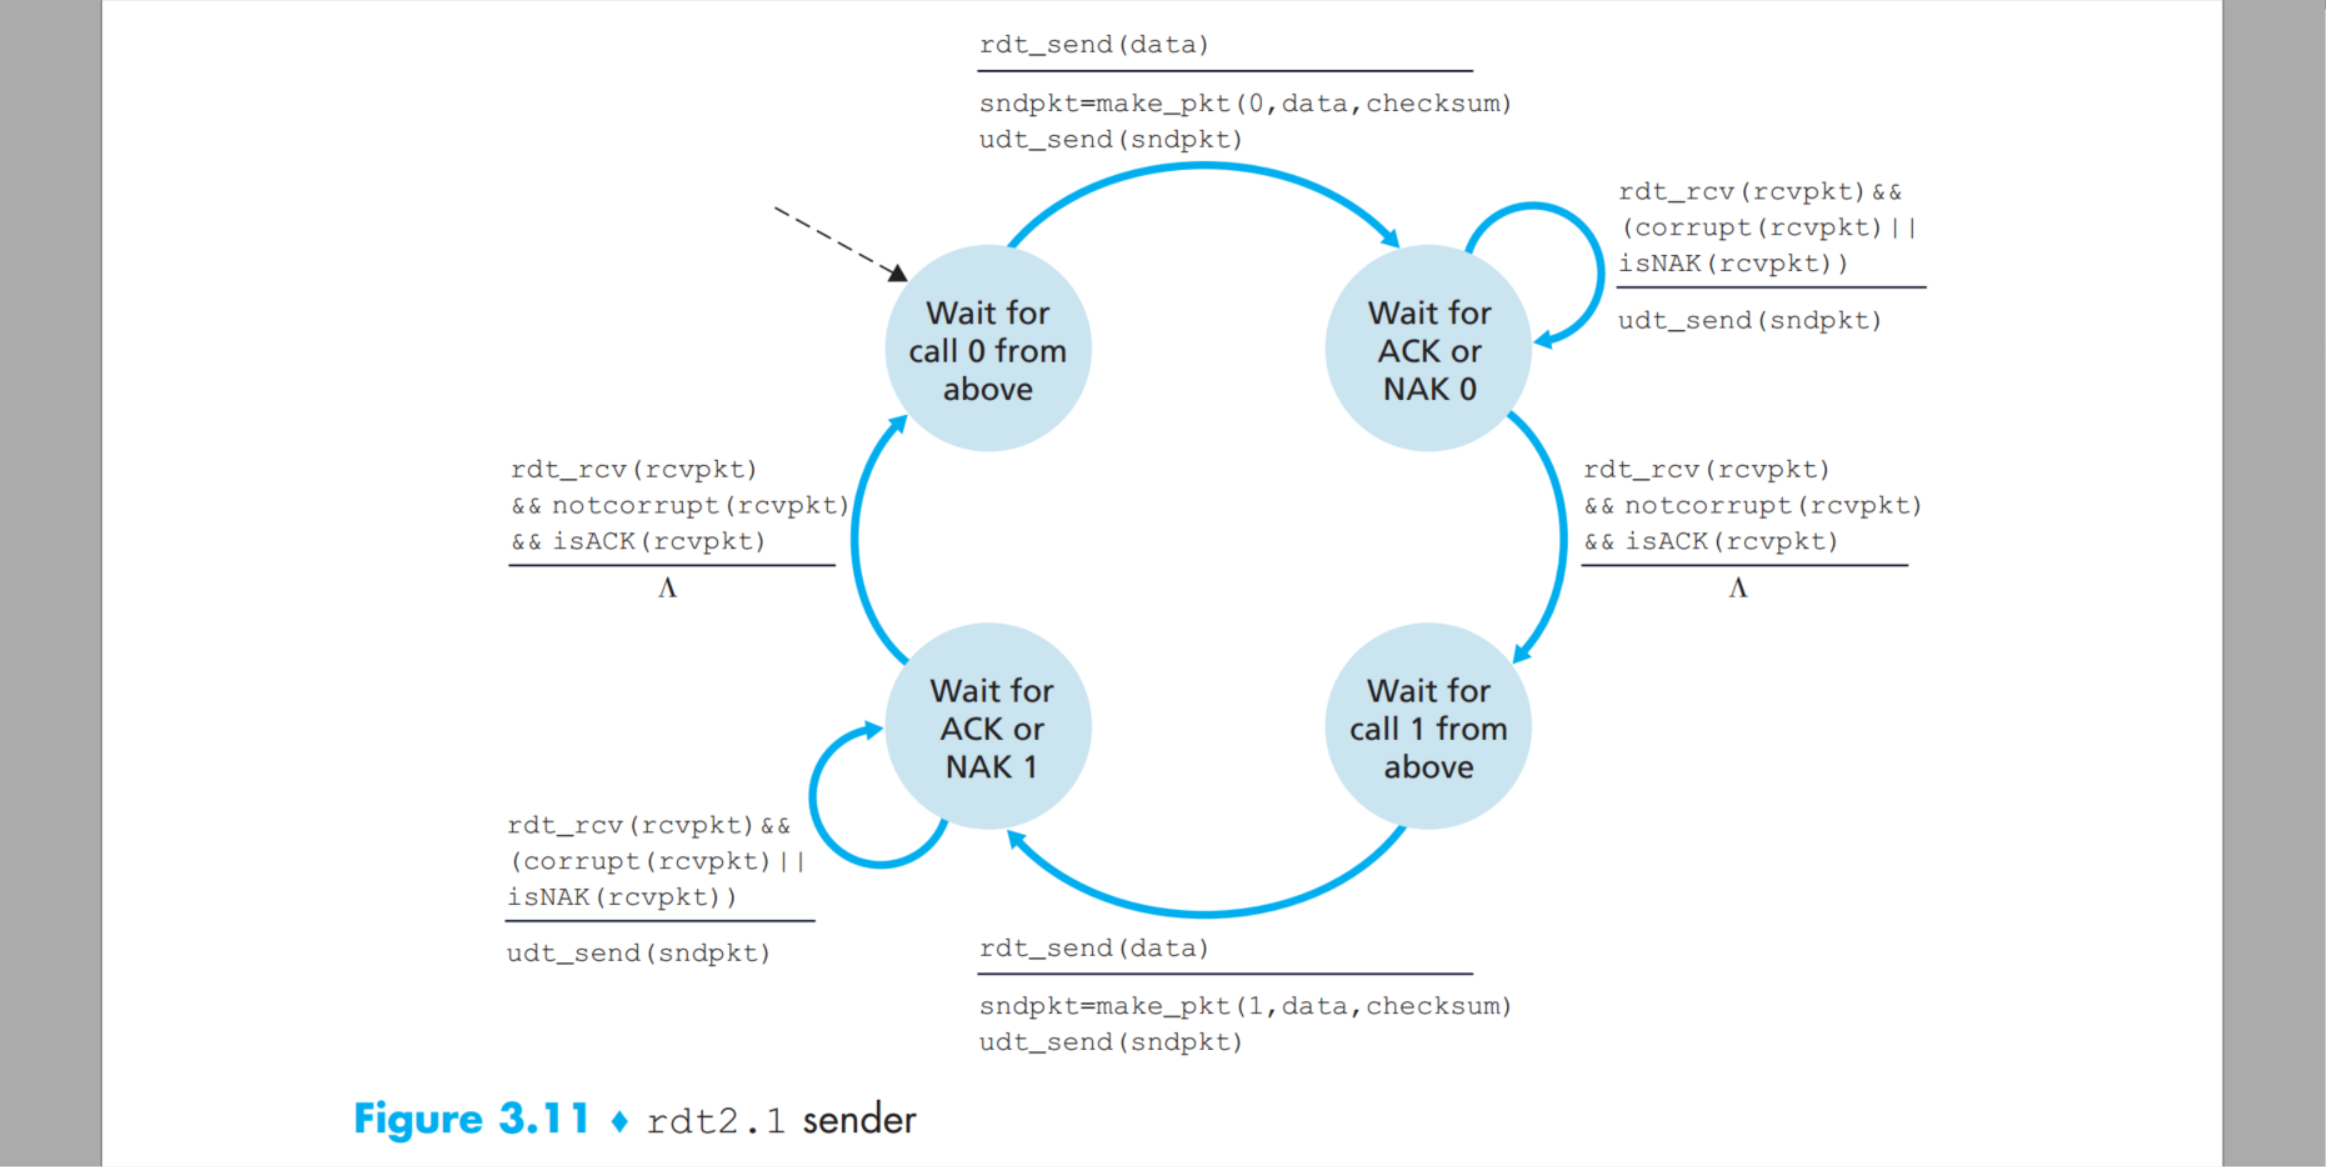 rdt_send(data)
sndpkt=make_pkt(0,data,checksum)
udt_send(sndpkt)
rdt_rcv(rcvpkt)&&
(corrupt(rcvpkt)||
isNAK(rcvpkt))
udt_send(sndpkt)
Wait for
call 0 from
above
Wait for
ACK or
NAK 0
rdt_rcv(rcvpkt)
&& notcorrupt(rcvpkt)
&& isACK(rcvpkt)
Λ
rdt_rcv(rcvpkt)
&& notcorrupt(rcvpkt)
&& isACK(rcvpkt)
Λ
Wait for
ACK or
NAK 1
Wait for
call 1 from
above
rdt_rcv(rcvpkt)&&
(corrupt(rcvpkt)||
isNAK(rcvpkt))
udt_send(sndpkt)
rdt_send(data)
sndpkt=make_pkt(1,data,checksum)
udt_send(sndpkt)
Figure 3.11 ♦ rdt2.1 sender